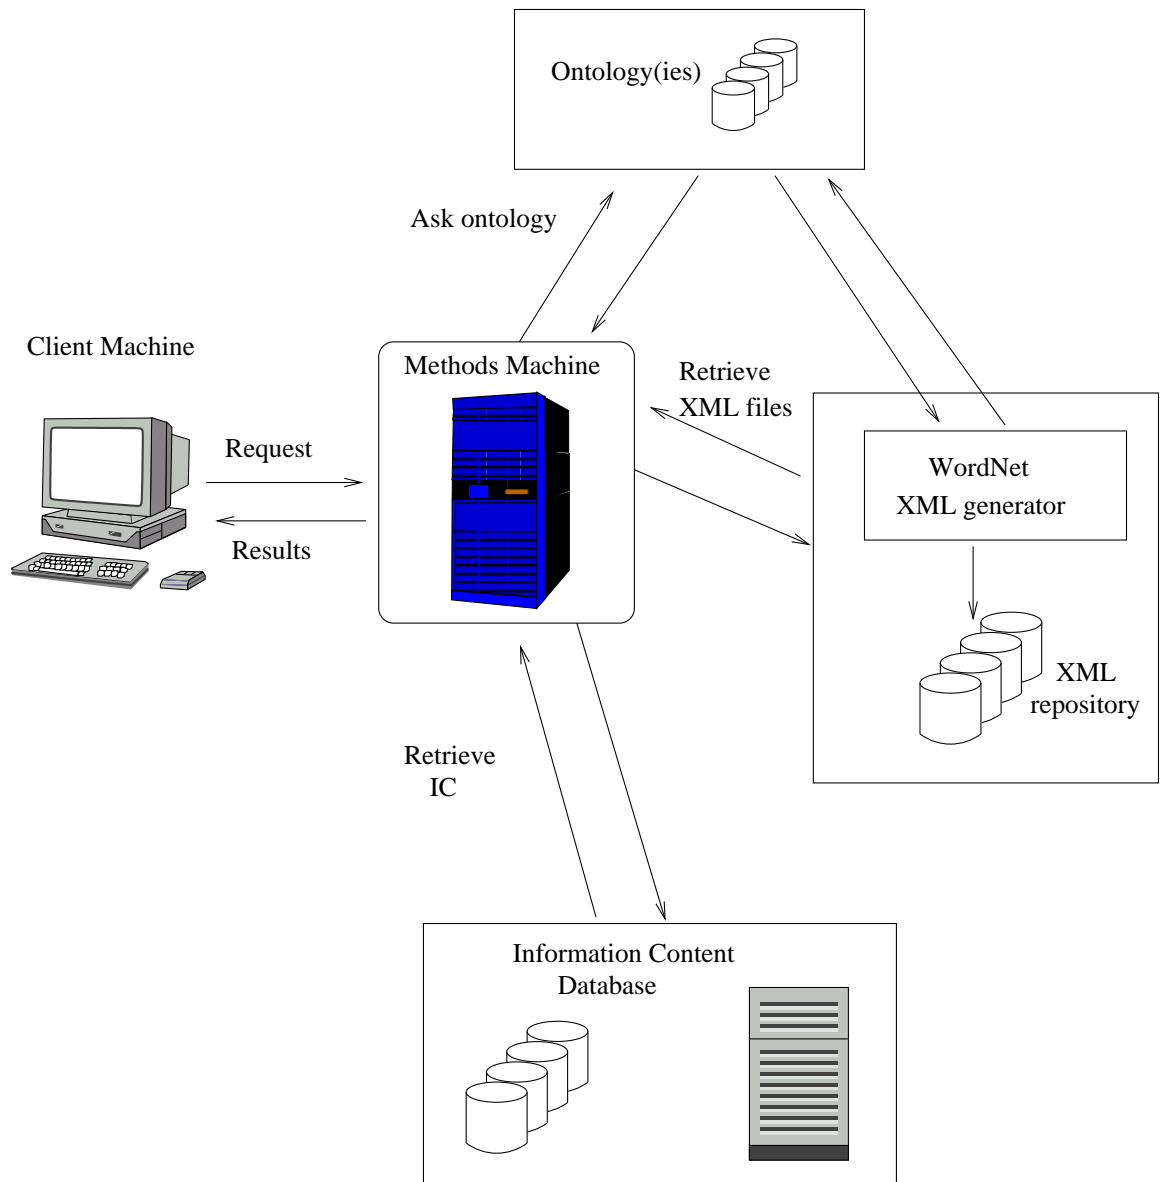 Ontology(ies)
Ask ontology
Client Machine
Methods Machine
Retrieve
XML files
Request
Results
WordNet
XML generator
XML
repository
Retrieve
IC
Information Content
Database